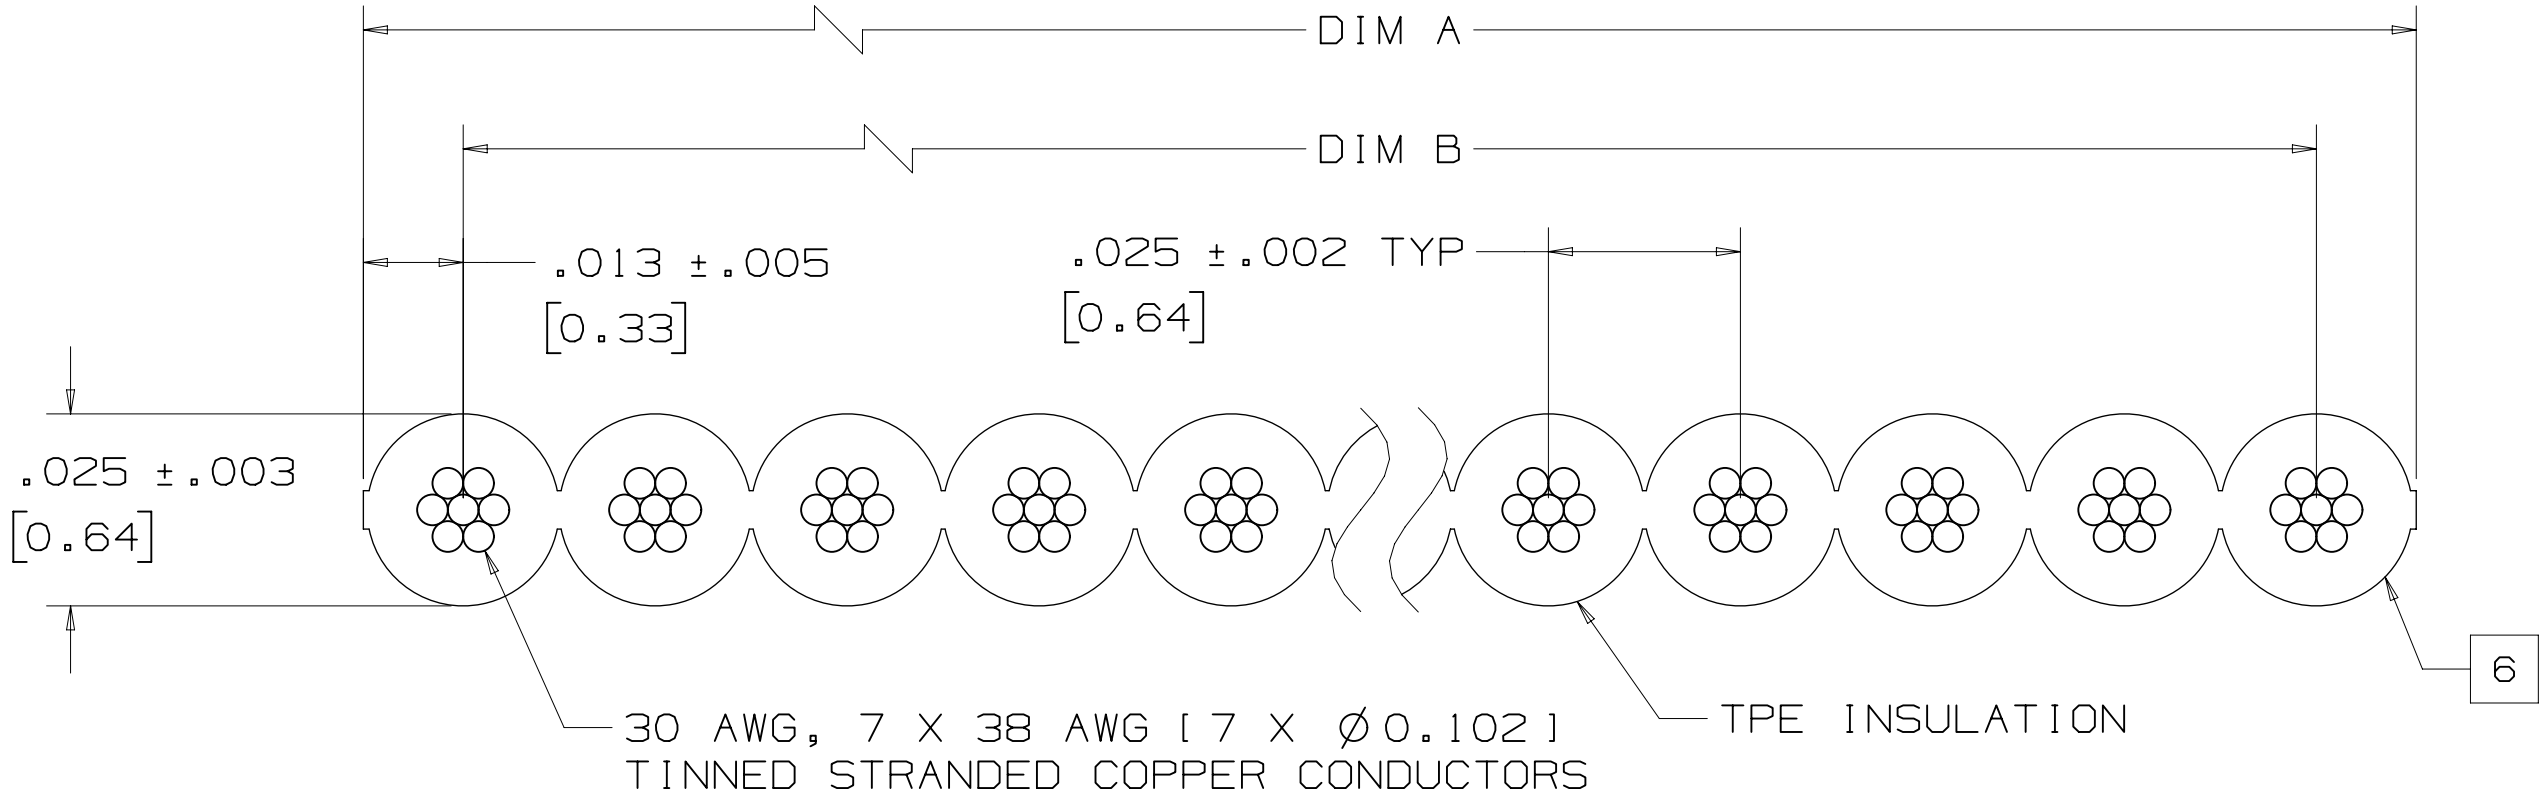 DIM A
DIM B
.013 ±.005
[0.33]
.025 ±.002 TYP
[0.64]
.025 ±.003
[0.64]
6
30 AWG, 7 X 38 AWG [ 7 X Ø0.102 ]
TINNED STRANDED COPPER CONDUCTORS
TPE INSULATION